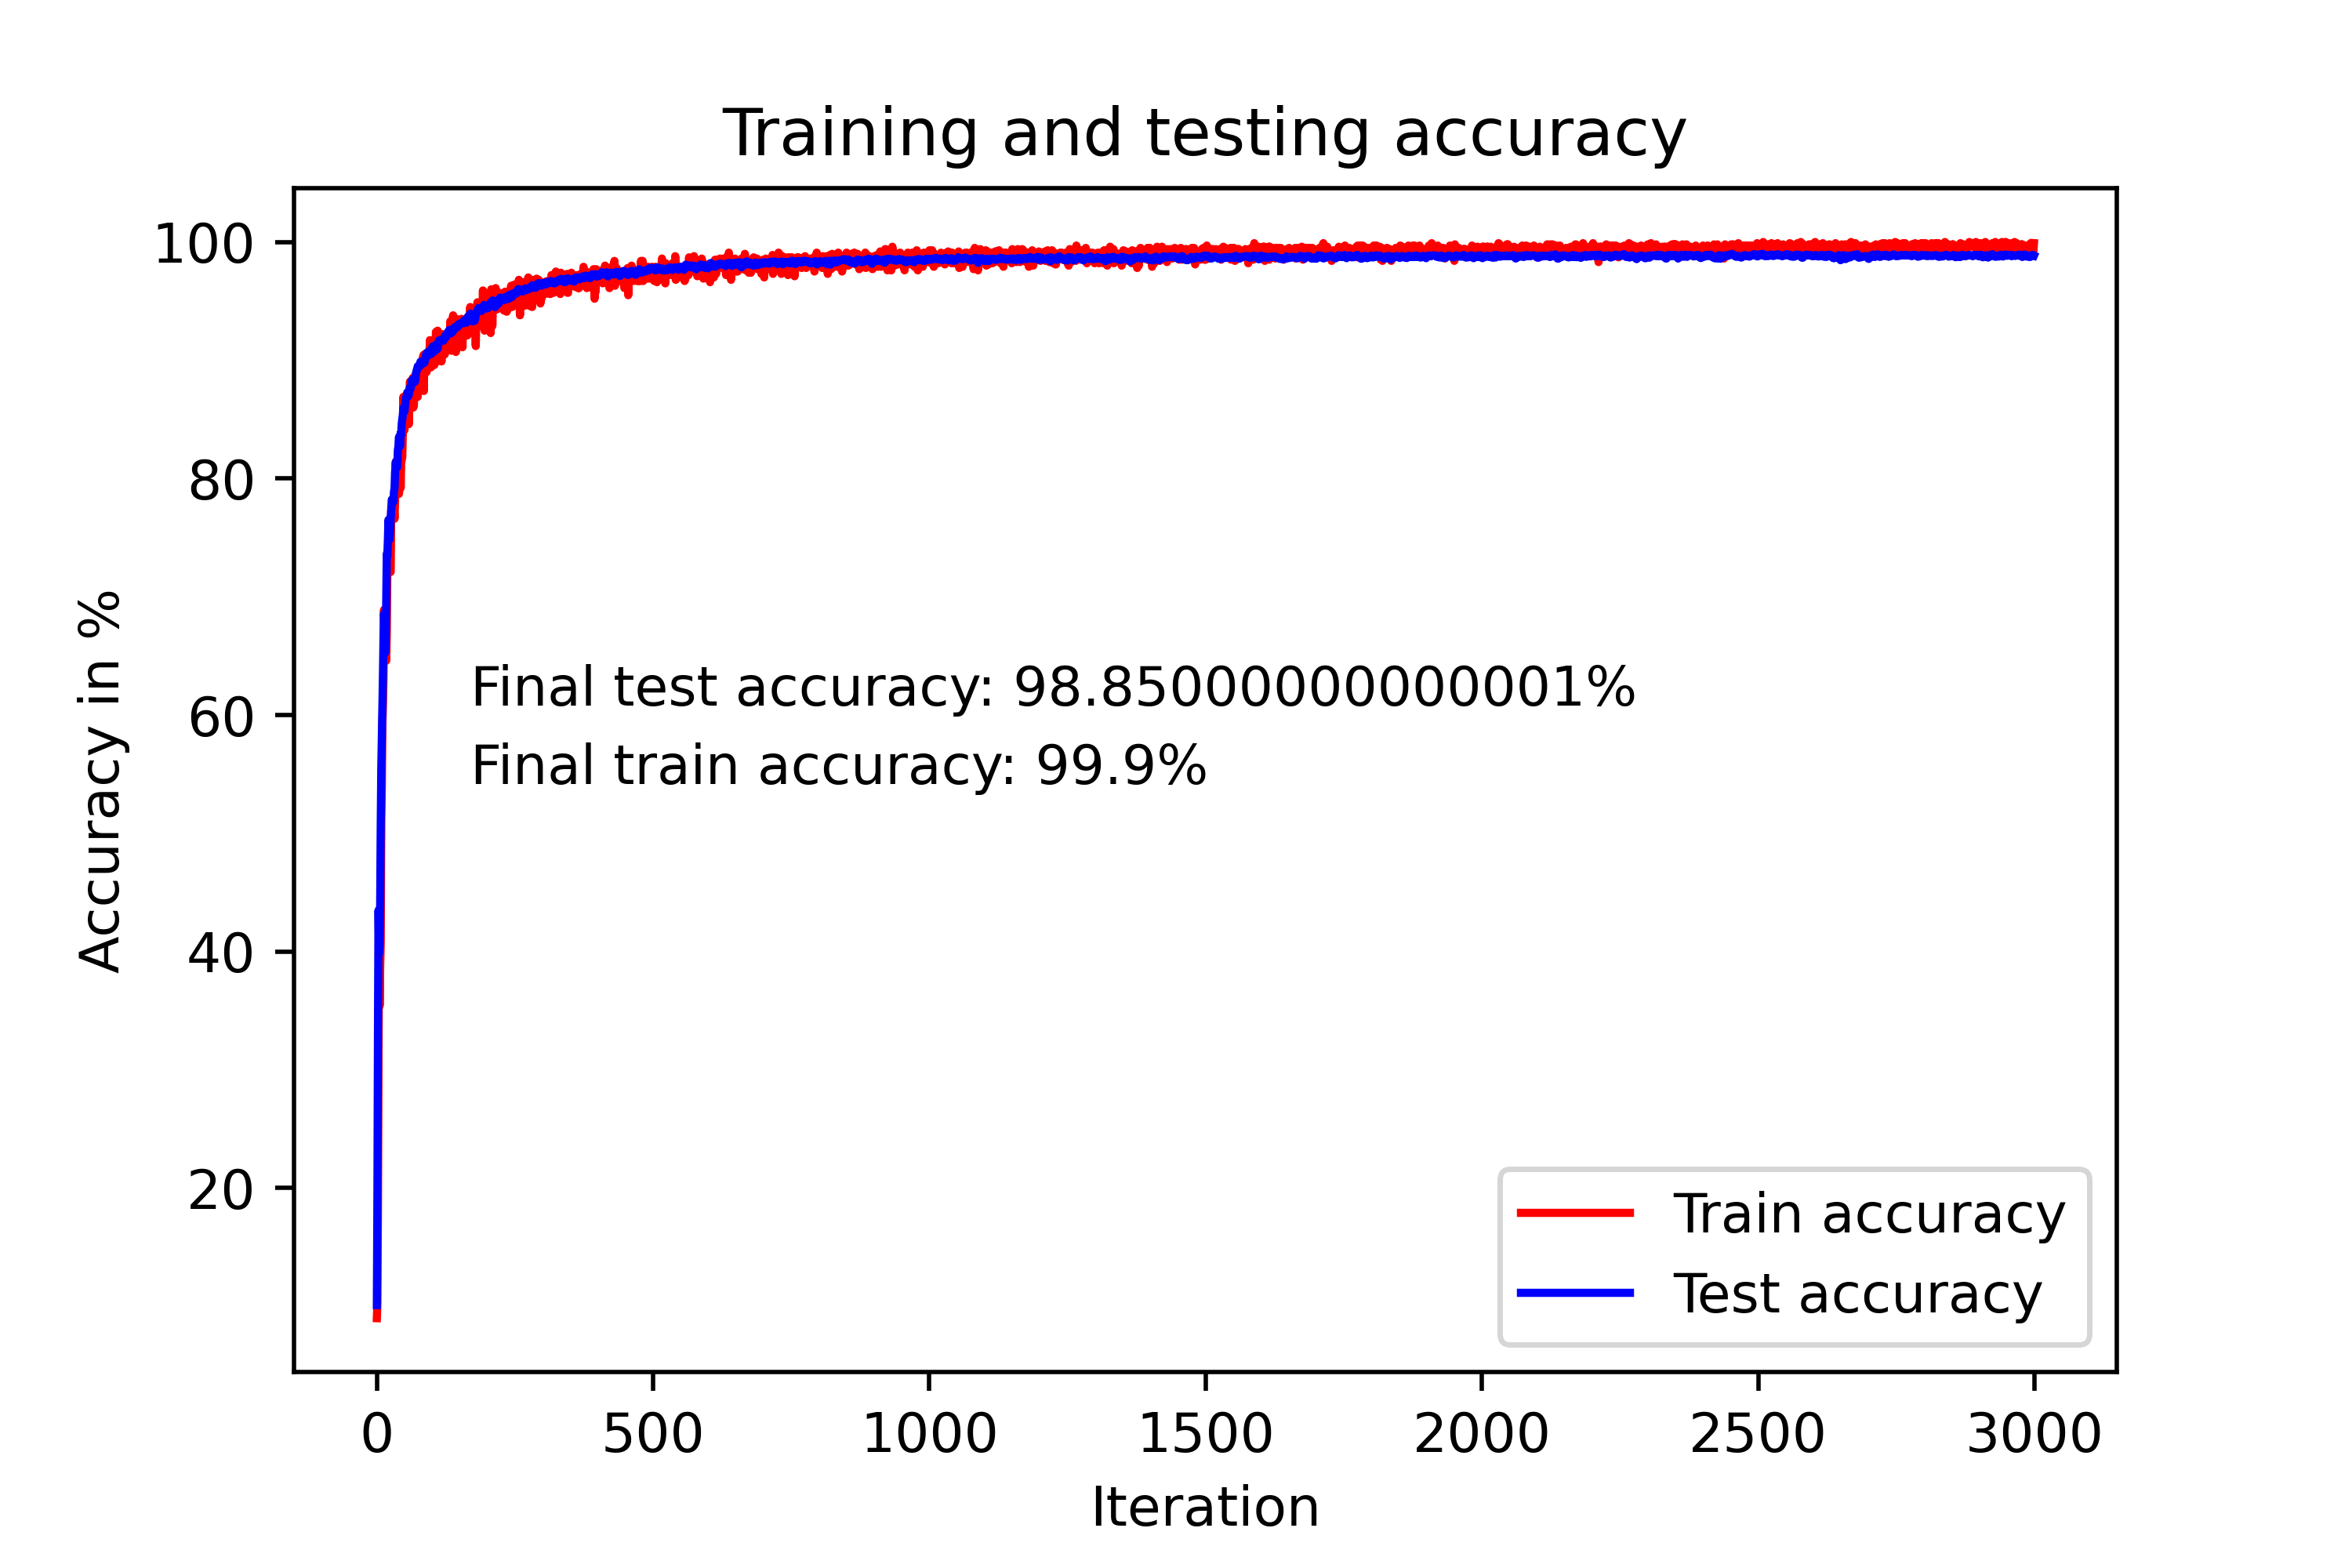 Training and testing accuracy
100
80
60
40
20
Accuracy in %
Final test accuracy: 98.85000000000001%
Final train accuracy: 99.9%
Train accuracy
Test accuracy
0 500 1000 1500 2000 2500 3000
Iteration